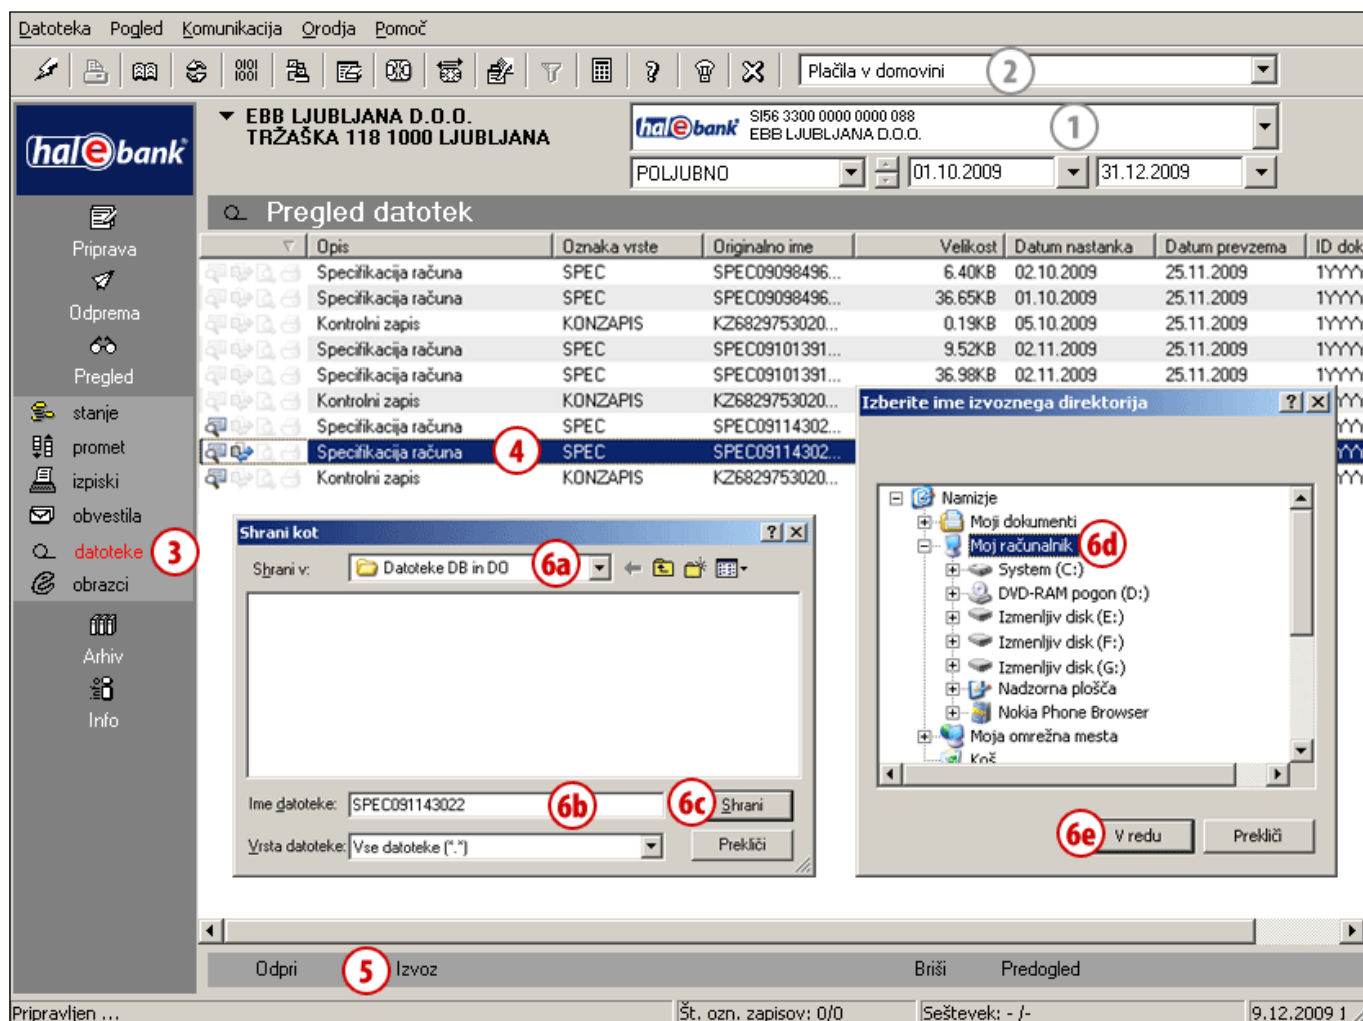 Datoteka Pogled Komunikacija Orodja Pomoč
Plačila v domovini 2
hal e bank
EBB LJUBLJANA D.O.O.
TRŽAŠKA 118 1000 LJUBLJANA
hal e bank SI56 3300 0000 0000 088
EBB LJUBLJANA D.O.O. 1
POLJUBNO 01.10.2009 31.12.2009
Pregled datotek
Opis Oznaka vrste Originalno ime Velikost Datum nastanka Datum prevzema ID dok
Specifikacija računa SPEC SPEC09098496... 6.40KB 02.10.2009 25.11.2009 1YYYY
Specifikacija računa SPEC SPEC09098496... 36.65KB 01.10.2009 25.11.2009 1YYYY
Kontrolni zapis KONZAPIS KZ6829753020... 0.19KB 05.10.2009 25.11.2009 1YYYY
Specifikacija računa SPEC SPEC09101391... 9.52KB 02.11.2009 25.11.2009 1YYYY
Specifikacija računa SPEC SPEC09101391... 36.98KB 02.11.2009 25.11.2009 1YYYY
Kontrolni zapis KONZAPIS KZ6829753020...
Specifikacija računa SPEC SPEC09114302...
Specifikacija računa 4 SPEC SPEC09114302...
Kontrolni zapis KONZAPIS KZ6829753020...
Priprava
Odprema
Pregled
stanje
promet
izpiski
obvestila
datoteke 3
obrazci
Arhiv
Info
Shrani kot
Shrani v: Datoteke DB in DO 6a
Ime datoteke: SPEC091143022 6b 6c Shrani
Vrsta datoteke: Vse datoteke (*.*) Prekliči
Izberite ime izvoznega direktorija
Namizje
Moji dokumenti
Moj računalnik 6d
System (C:)
DVD-RAM pogon (D:)
Izmenljiv disk (E:)
Izmenljiv disk (F:)
Izmenljiv disk (G:)
Nadzorna plošča
Nokia Phone Browser
Moja omrežna mesta
Koš
6e V redu Prekliči
Odpri 5 Izvoz Briši Predogled
Pripravljen ... Št. ozn. zapisov: 0/0 Seštevek: - /- 9.12.2009 1